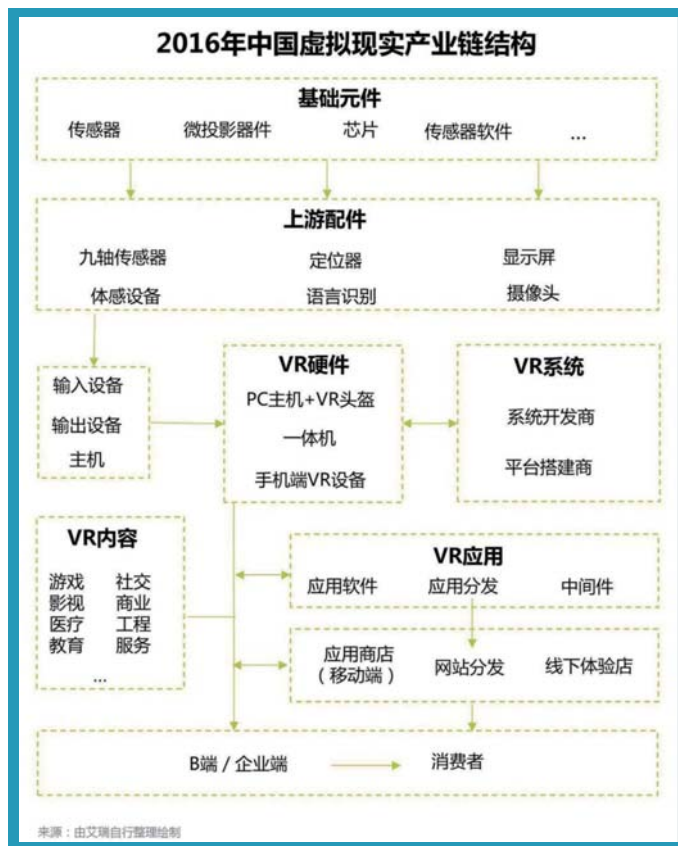 2016年中国虚拟现实产业链结构
基础元件
传感器 微投影器件 芯片 传感器软件 ...
上游配件
九轴传感器 定位器 显示屏
体感设备 语言识别 摄像头
输入设备
输出设备
主机
VR硬件
PC主机+VR头盔
一体机
手机端VR设备
VR系统
系统开发商
平台搭建商
VR内容
游戏 社交
影视 商业
医疗 工程
教育 服务
...
VR应用
应用软件 应用分发 中间件
应用商店
（移动端） 网站分发 线下体验店
B端 / 企业端 消费者
来源：由艾瑞自行整理绘制